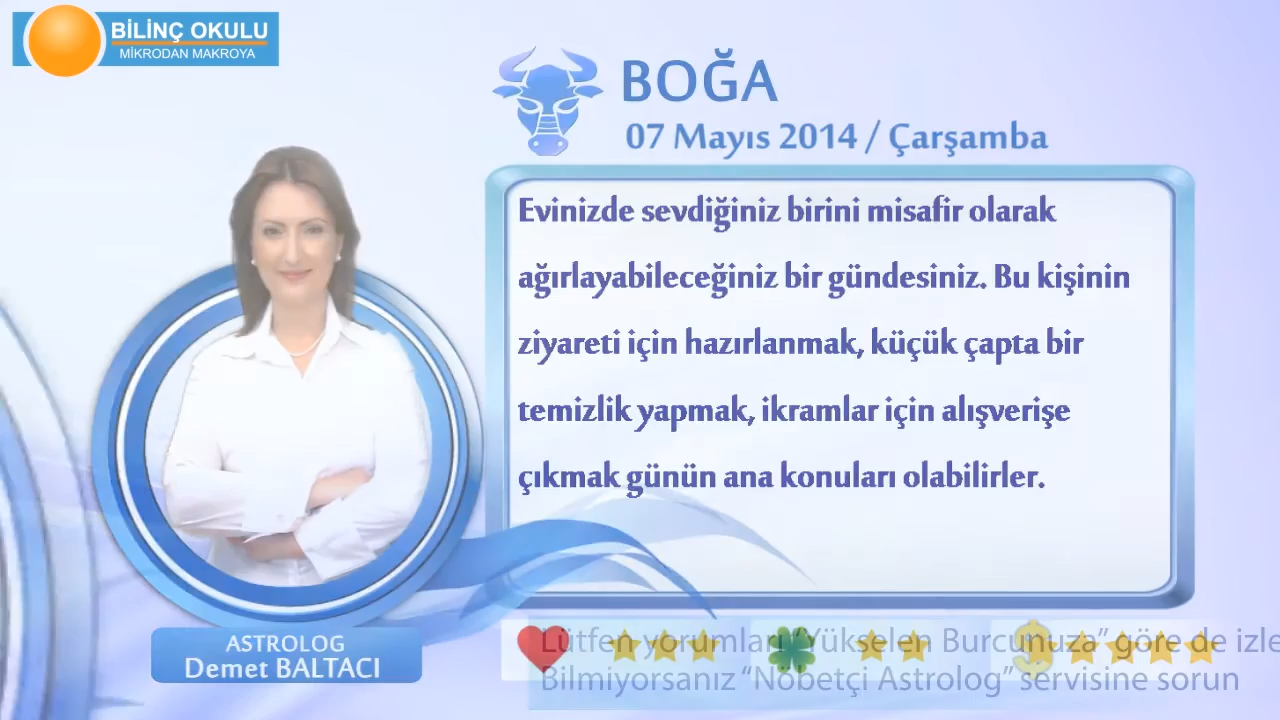 BİLİNÇ OKULU
MİKRODAN MAKROYA
BOĞA
07 Mayıs 2014 / Çarşamba
Evinizde sevdiğiniz birini misafir olarak
ağırlayabileceğiniz bir gündesiniz. Bu kişinin
ziyareti için hazırlanmak, küçük çapta bir
temizlik yapmak, ikramlar için alışverişe
çıkmak günün ana konuları olabilirler.
ASTROLOG
Demet BALTACI
Lütfen yorumları "Yükselen Burcunuza" göre de izle
Bilmiyorsanız "Nöbetçi Astrolog" servisine sorun